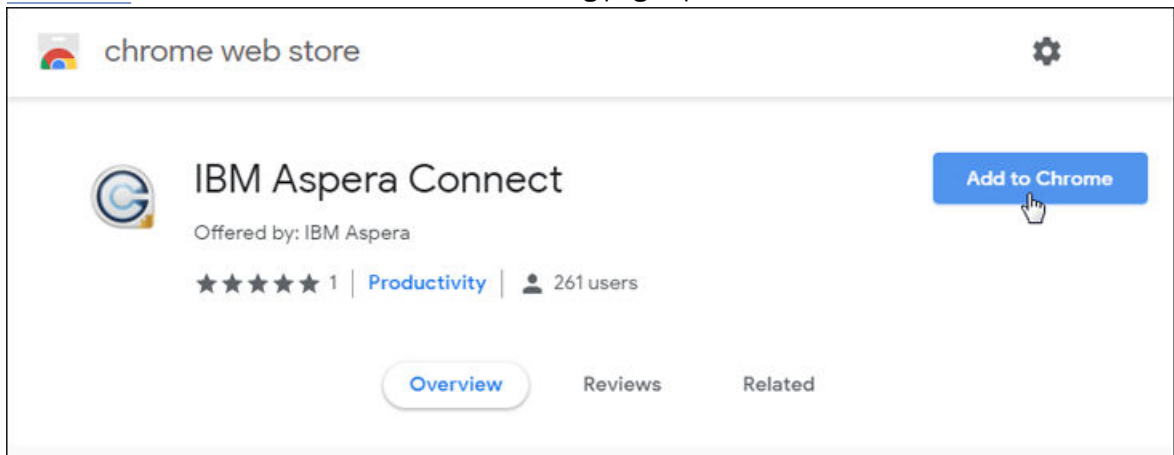 chrome web store
IBM Aspera Connect
Add to Chrome
Offered by: IBM Aspera
1 | Productivity | 261 users
Overview Reviews Related